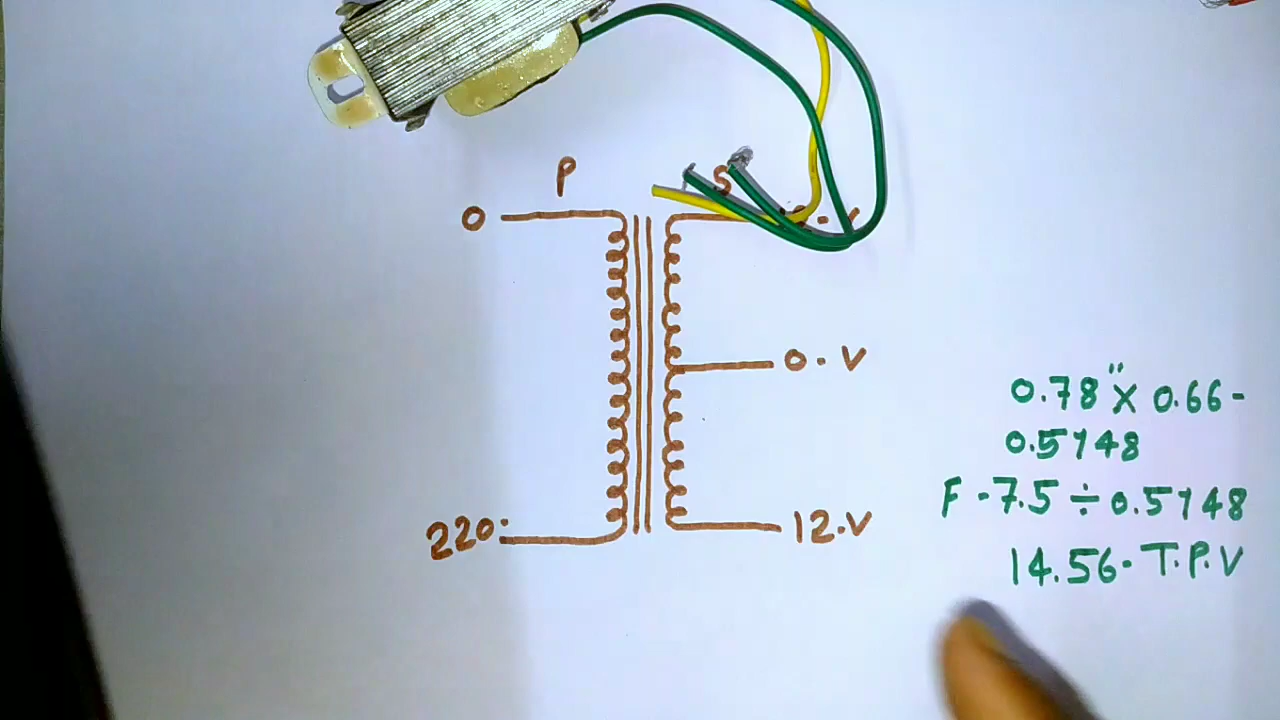 P
S
0
0 . V
220.
12.V
0.78" X 0.66 -
0.5148
F - 7.5 ÷ 0.5148
14.56 . T.P.V